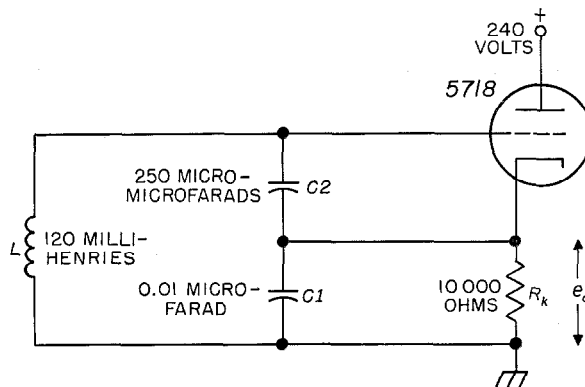 +
240
VOLTS
5718
250 MICRO-
MICROFARADS
C2
L
120 MILLI-
HENRIES
0.01 MICRO-
FARAD
C1
10 000
OHMS
Rk